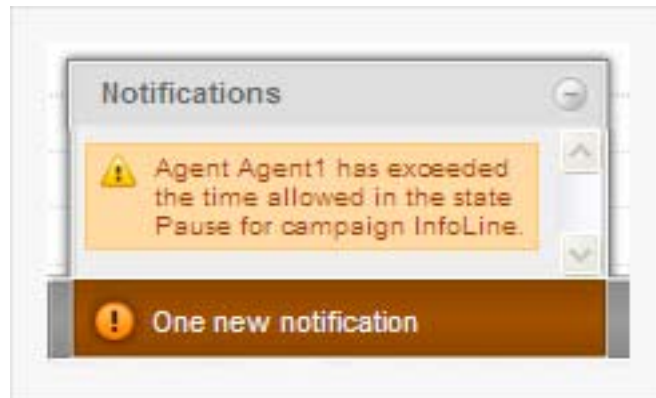 Notifications
Agent Agent1 has exceeded
the time allowed in the state
Pause for campaign InfoLine.
One new notification